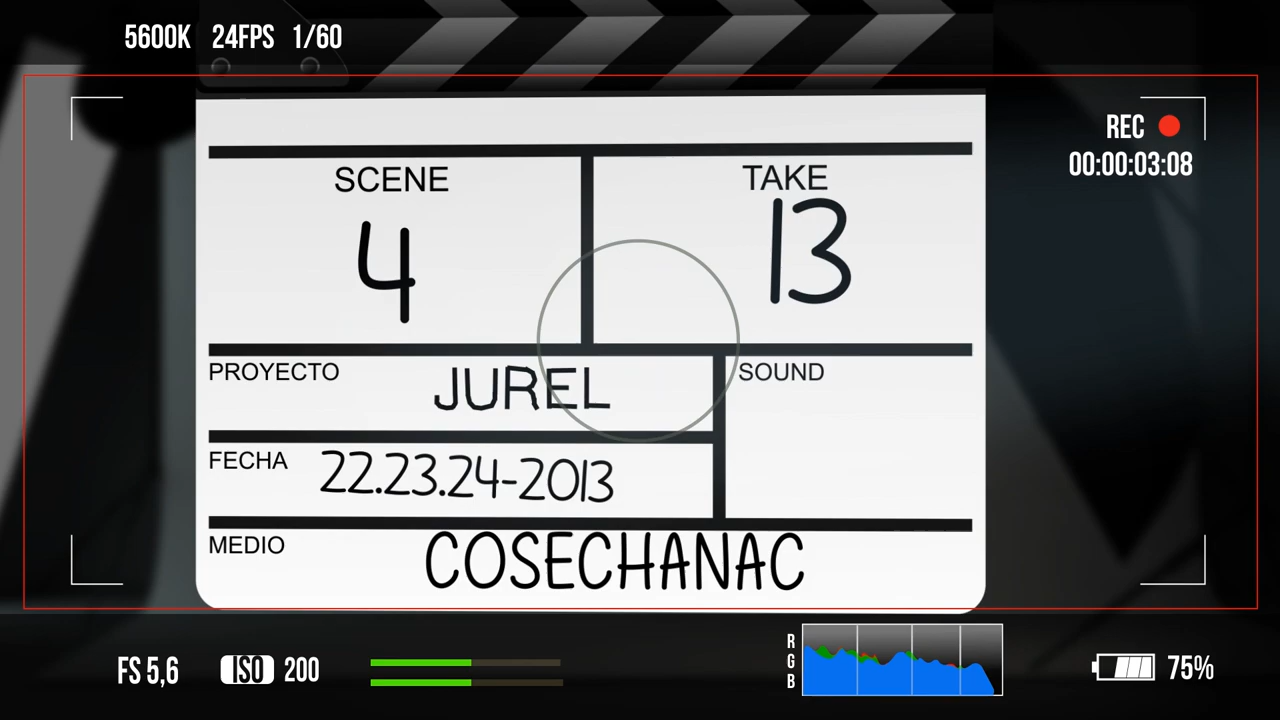 5600K 24FPS 1/60
REC
00:00:03:08
SCENE
4
TAKE
13
PROYECTO JUREL
SOUND
FECHA 22.23.24-2013
MEDIO COSECHANAC
FS 5,6 ISO 200
R
G
B
75%